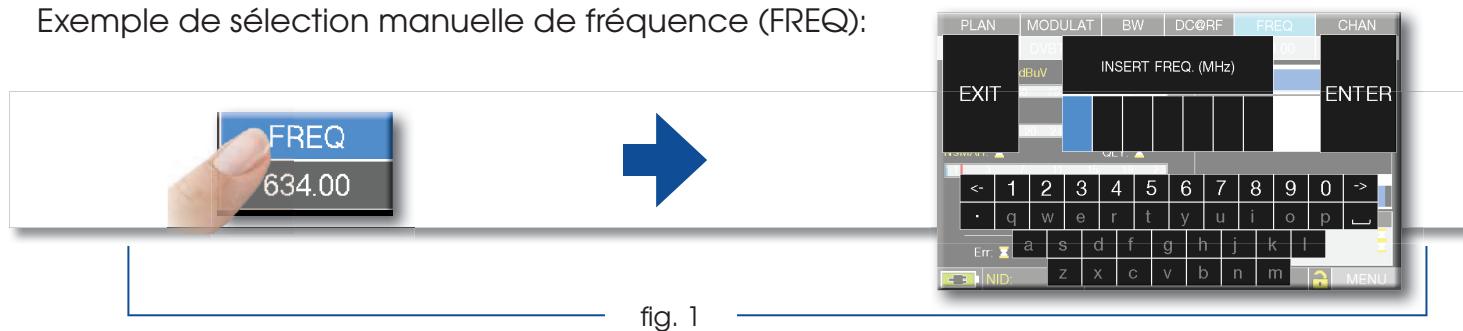 Exemple de sélection manuelle de fréquence (FREQ):
FREQ
634.00
PLAN MODULAT BW DC@RF FREQ CHAN
dBuV
INSERT FREQ. (MHz)
EXIT
ENTER
QLT:
<- 1 2 3 4 5 6 7 8 9 0 ->
. q w e r t y u i o p
a s d f g h j k l
Err:
z x c v b n m
NID:
MENU
fig. 1